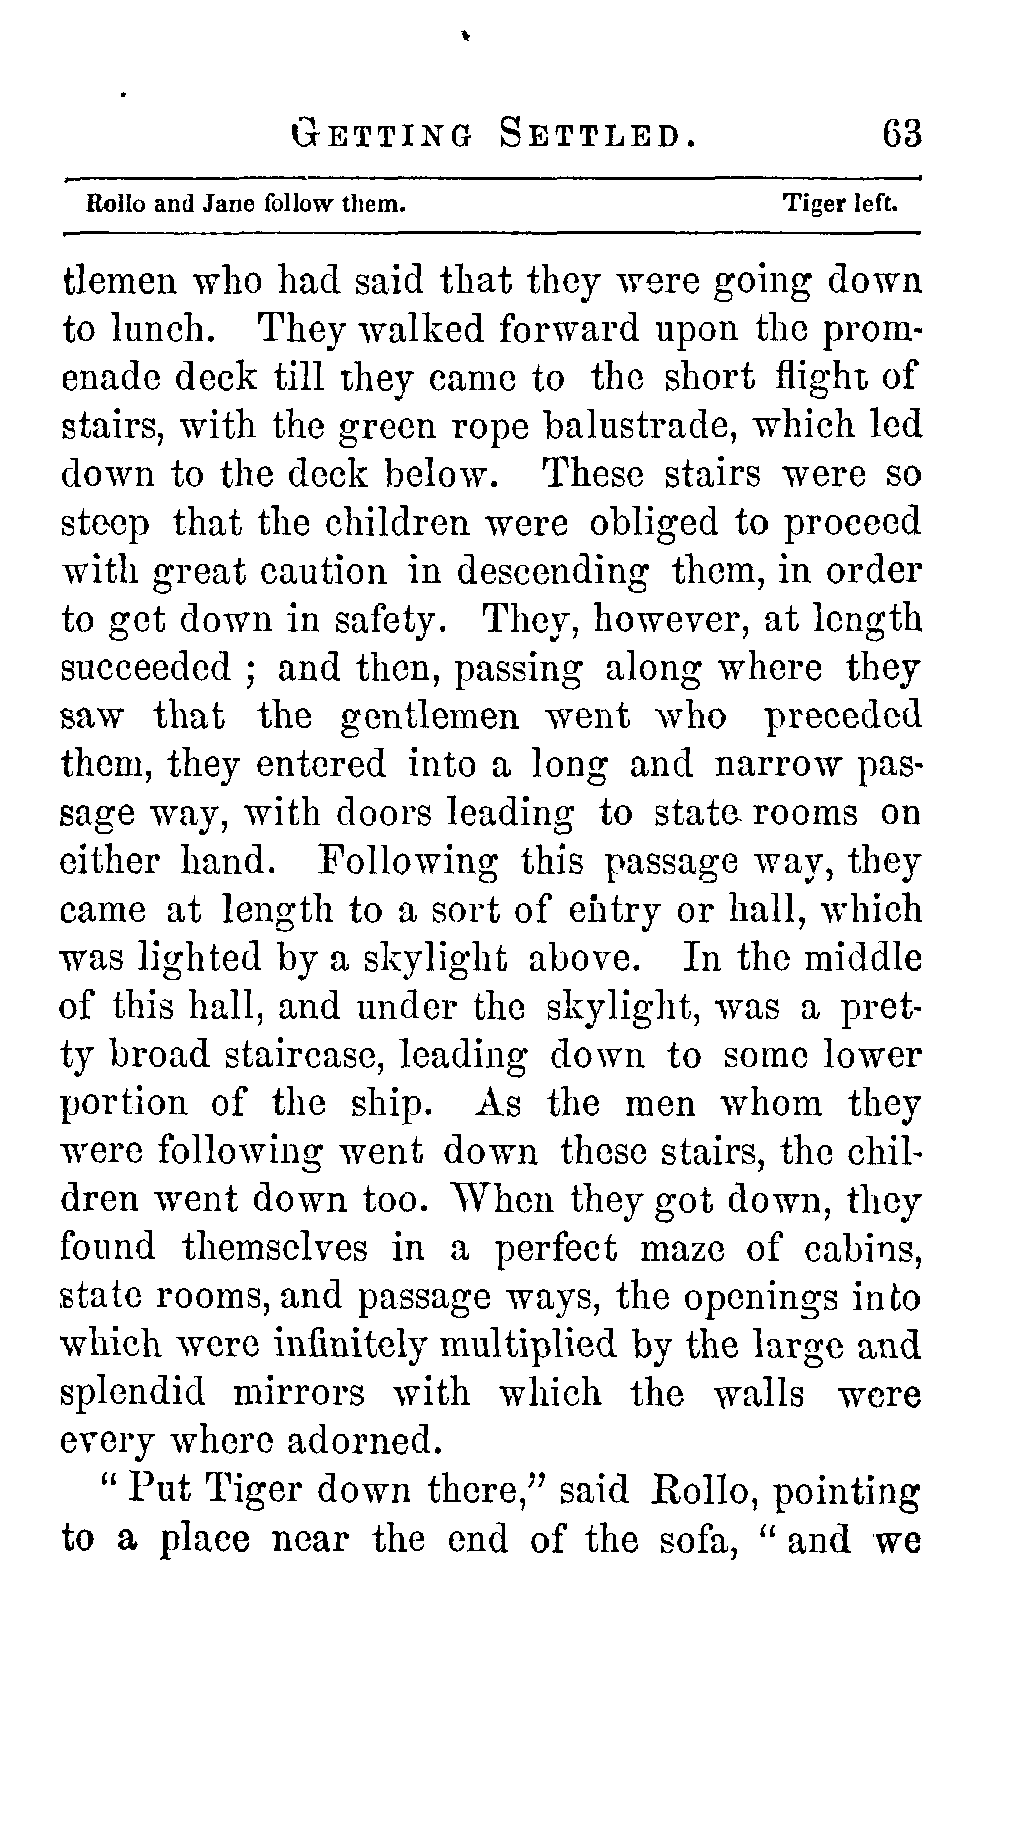 GETTING SETTLED. 63
Rollo and Jane follow them. Tiger left.
tlemen who had said that they were going down
to lunch. They walked forward upon the prom-
enade deck till they came to the short flight of
stairs, with the green rope balustrade, which led
down to the deck below. These stairs were so
steep that the children were obliged to proceed
with great caution in descending them, in order
to get down in safety. They, however, at length
succeeded ; and then, passing along where they
saw that the gentlemen went who preceded
them, they entered into a long and narrow pas-
sage way, with doors leading to state rooms on
either hand. Following this passage way, they
came at length to a sort of entry or hall, which
was lighted by a skylight above. In the middle
of this hall, and under the skylight, was a pret-
ty broad staircase, leading down to some lower
portion of the ship. As the men whom they
were following went down these stairs, the chil-
dren went down too. When they got down, they
found themselves in a perfect maze of cabins,
state rooms, and passage ways, the openings into
which were infinitely multiplied by the large and
splendid mirrors with which the walls were
every where adorned.
“ Put Tiger down there,” said Rollo, pointing
to a place near the end of the sofa, “ and we